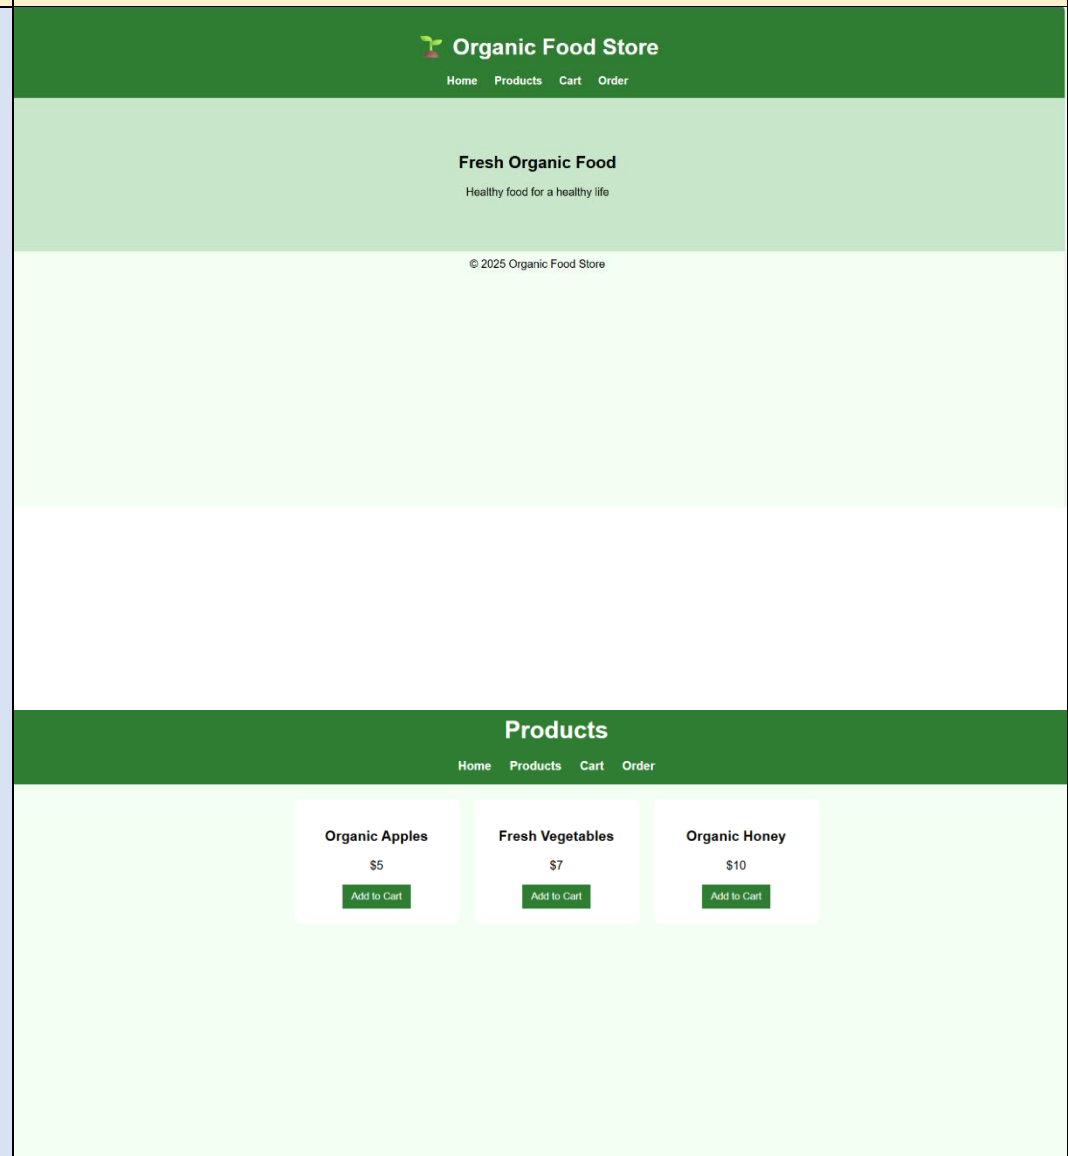 Organic Food Store
Home Products Cart Order
Fresh Organic Food
Healthy food for a healthy life
© 2025 Organic Food Store
Products
Home Products Cart Order
Organic Apples Fresh Vegetables Organic Honey
$5 $7 $10
Add to Cart Add to Cart Add to Cart